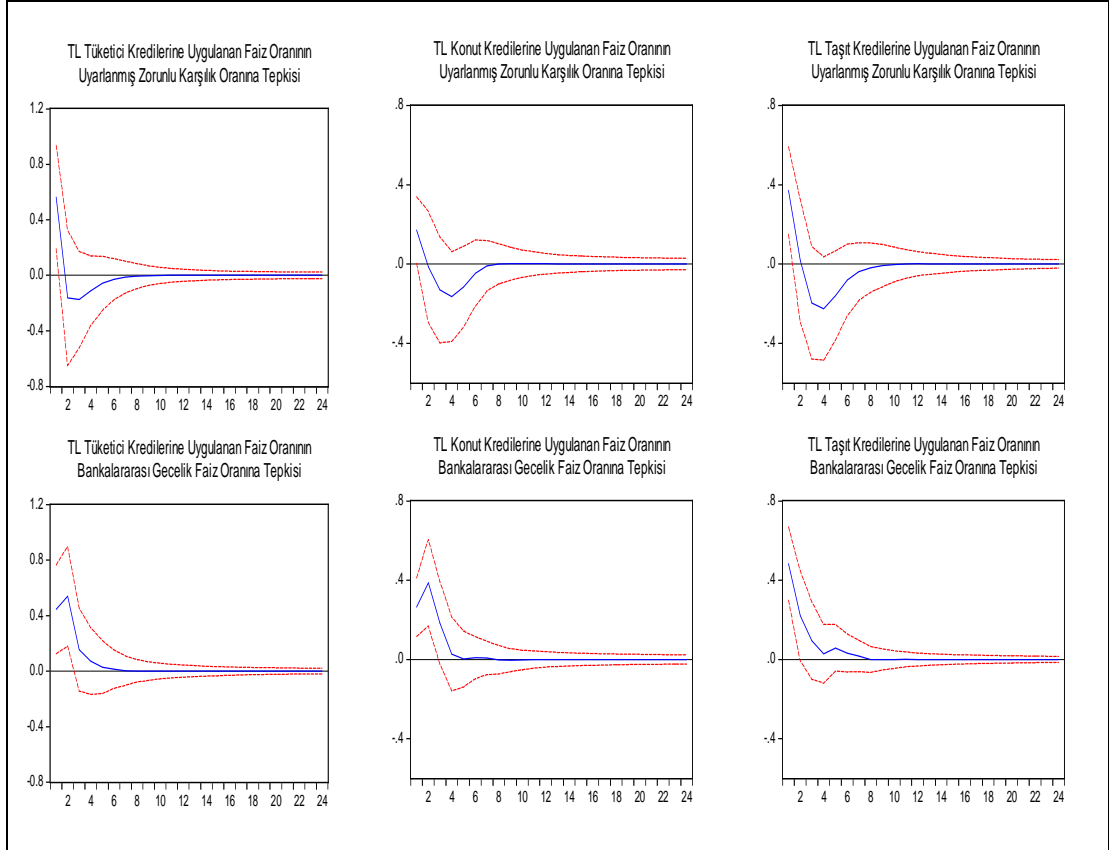 TL Tüketici Kredilerine Uygulanan Faiz Oranının
Uyarlanmış Zorunlu Karşılık Oranına Tepkisi
1.2
0.8
0.4
0.0
-0.4
-0.8
2 4 6 8 10 12 14 16 18 20 22 24
TL Konut Kredilerine Uygulanan Faiz Oranının
Uyarlanmış Zorunlu Karşılık Oranına Tepkisi
.8
.4
.0
-.4
2 4 6 8 10 12 14 16 18 20 22 24
TL Taşıt Kredilerine Uygulanan Faiz Oranının
Uyarlanmış Zorunlu Karşılık Oranına Tepkisi
.8
.4
.0
-.4
2 4 6 8 10 12 14 16 18 20 22 24
TL Tüketici Kredilerine Uygulanan Faiz Oranının
Bankalararası Gecelik Faiz Oranına Tepkisi
1.2
0.8
0.4
0.0
-0.4
-0.8
2 4 6 8 10 12 14 16 18 20 22 24
TL Konut Kredilerine Uygulanan Faiz Oranının
Bankalararası Gecelik Faiz Oranına Tepkisi
.8
.4
.0
-.4
2 4 6 8 10 12 14 16 18 20 22 24
TL Taşıt Kredilerine Uygulanan Faiz Oranının
Bankalararası Gecelik Faiz Oranına Tepkisi
.8
.4
.0
-.4
2 4 6 8 10 12 14 16 18 20 22 24